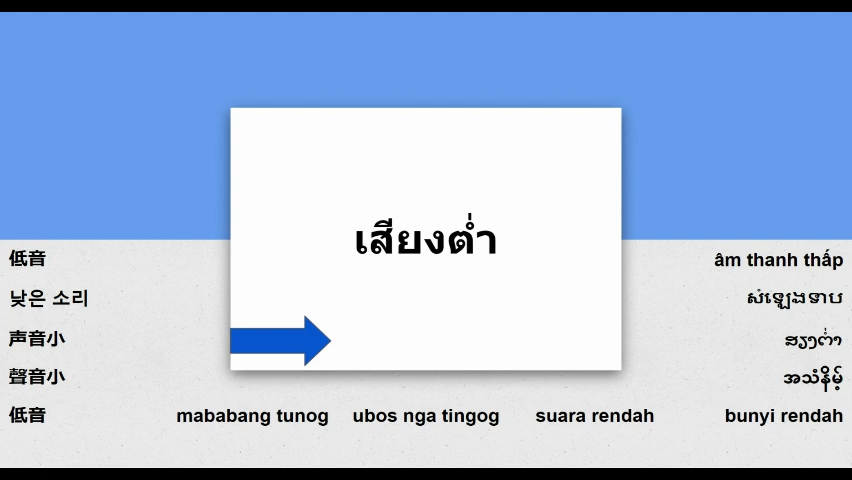 เสียงต่ำ
低音
âm thanh thấp
낮은 소리
សំឡេងទាប
声音小
ສຽງຕ່ຳ
聲音小
အသံနိမ့်
低音
mababang tunog
ubos nga tingog
suara rendah
bunyi rendah